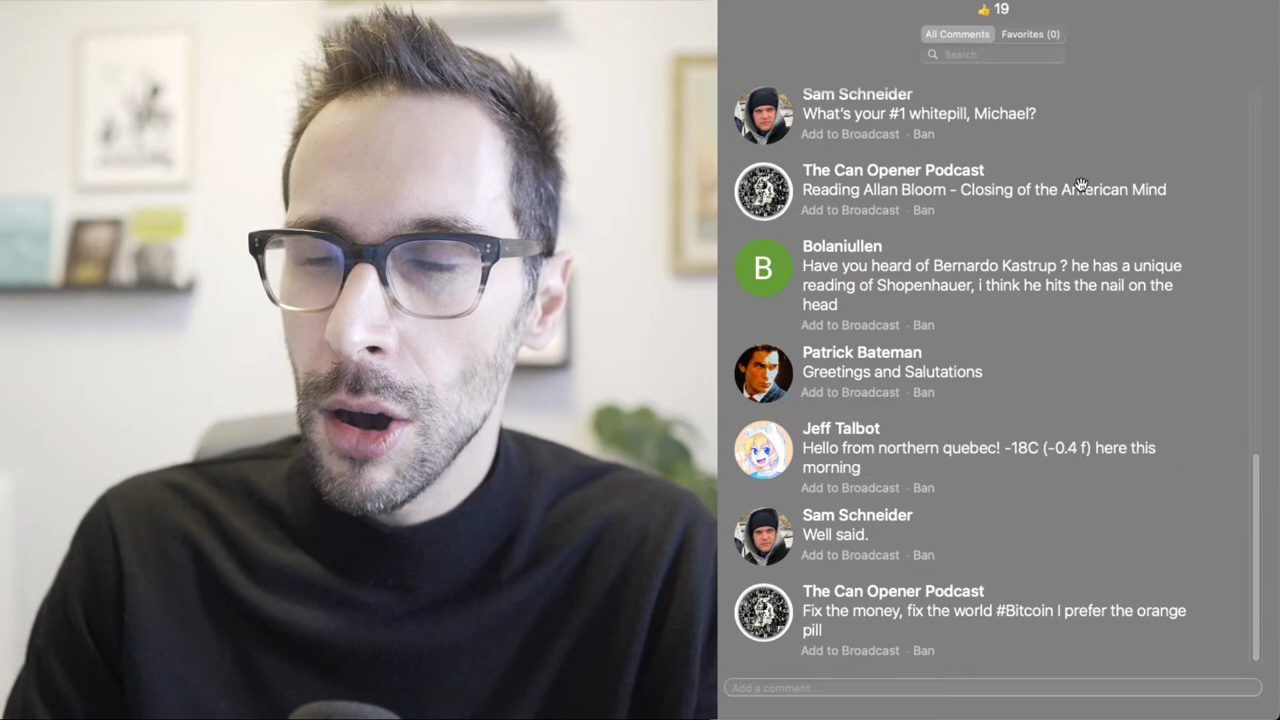 👍 19
All Comments Favorites (0)
Search
Sam Schneider
What's your #1 whitepill, Michael?
Add to Broadcast · Ban
The Can Opener Podcast
Reading Allan Bloom - Closing of the American Mind
Add to Broadcast · Ban
B
Bolaniullen
Have you heard of Bernardo Kastrup ? he has a unique
reading of Shopenhauer, i think he hits the nail on the
head
Add to Broadcast · Ban
Patrick Bateman
Greetings and Salutations
Add to Broadcast · Ban
Jeff Talbot
Hello from northern quebec! -18C (-0.4 f) here this
morning
Add to Broadcast · Ban
Sam Schneider
Well said.
Add to Broadcast · Ban
The Can Opener Podcast
Fix the money, fix the world #Bitcoin I prefer the orange
pill
Add to Broadcast · Ban
Add a comment...